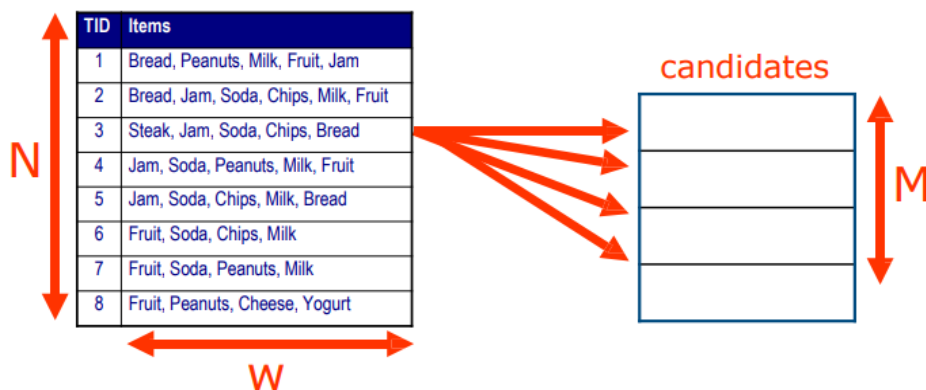 TID Items
1 Bread, Peanuts, Milk, Fruit, Jam
2 Bread, Jam, Soda, Chips, Milk, Fruit
3 Steak, Jam, Soda, Chips, Bread
4 Jam, Soda, Peanuts, Milk, Fruit
5 Jam, Soda, Chips, Milk, Bread
6 Fruit, Soda, Chips, Milk
7 Fruit, Soda, Peanuts, Milk
8 Fruit, Peanuts, Cheese, Yogurt
N
w
candidates
M